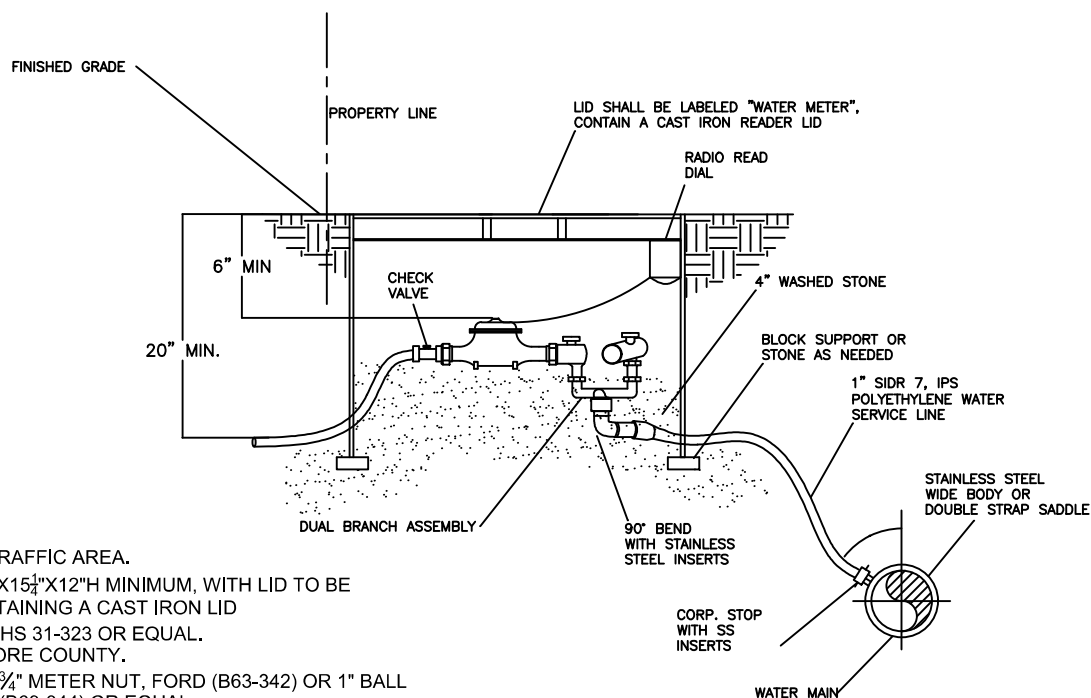 FINISHED GRADE
PROPERTY LINE
LID SHALL BE LABELED "WATER METER",
CONTAIN A CAST IRON READER LID
RADIO READ
DIAL
6" MIN
CHECK
VALVE
4" WASHED STONE
20" MIN.
BLOCK SUPPORT OR
STONE AS NEEDED
1" SIDR 7, IPS
POLYETHYLENE WATER
SERVICE LINE
STAINLESS STEEL
WIDE BODY OR
DOUBLE STRAP SADDLE
DUAL BRANCH ASSEMBLY
90° BEND
WITH STAINLESS
STEEL INSERTS
CORP. STOP
WITH SS
INSERTS
WATER MAIN
RAFFIC AREA.
X15¼"X12"H MINIMUM, WITH LID TO BE
TAINING A CAST IRON LID
HS 31-323 OR EQUAL.
ORE COUNTY.
¾" METER NUT, FORD (B63-342) OR 1" BALL